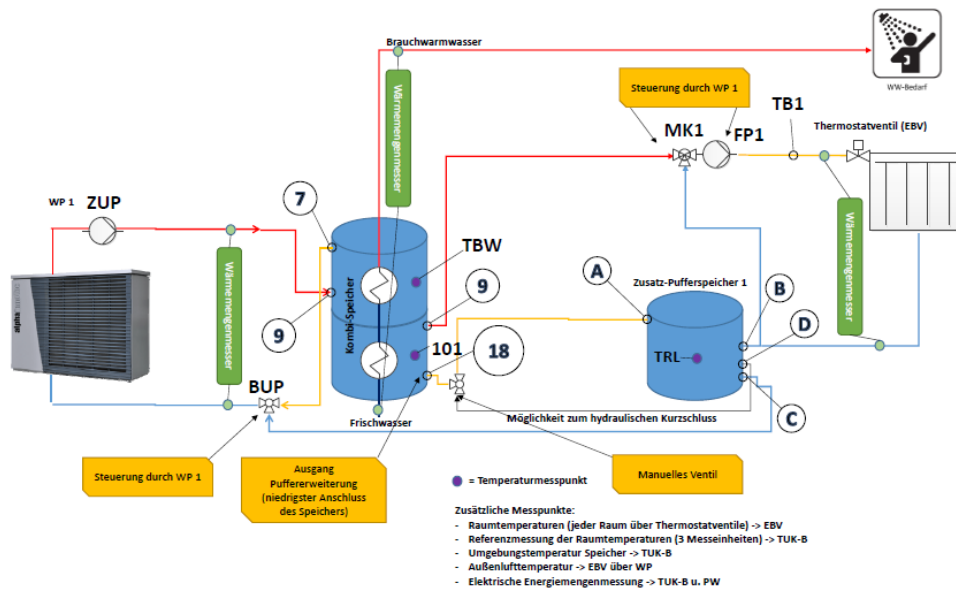 Brauchwarmwasser
WW-Bedarf
Steuerung durch WP 1
TB1
MK1
FP1
Thermostatventil (EBV)
Wärmemengenmesser
WP 1
ZUP
7
TBW
9
9
Kombi-Speicher
A
Zusatz-Pufferspeicher 1
B
D
Wärmemengenmesser
Wärmemengenmesser
101
18
TRL
C
BUP
Frischwasser
Möglichkeit zum hydraulischen Kurzschluss
Steuerung durch WP 1
Ausgang
Puffererweiterung
(niedrigster Anschluss
des Speichers)
Manuelles Ventil
= Temperaturmesspunkt
Zusätzliche Messpunkte:
- Raumtemperaturen (jeder Raum über Thermostatventile) -> EBV
- Referenzmessung der Raumtemperaturen (3 Messeinheiten) -> TUK-B
- Umgebungstemperatur Speicher -> TUK-B
- Außenlufttemperatur -> EBV über WP
- Elektrische Energiemengenmessung -> TUK-B u. PW